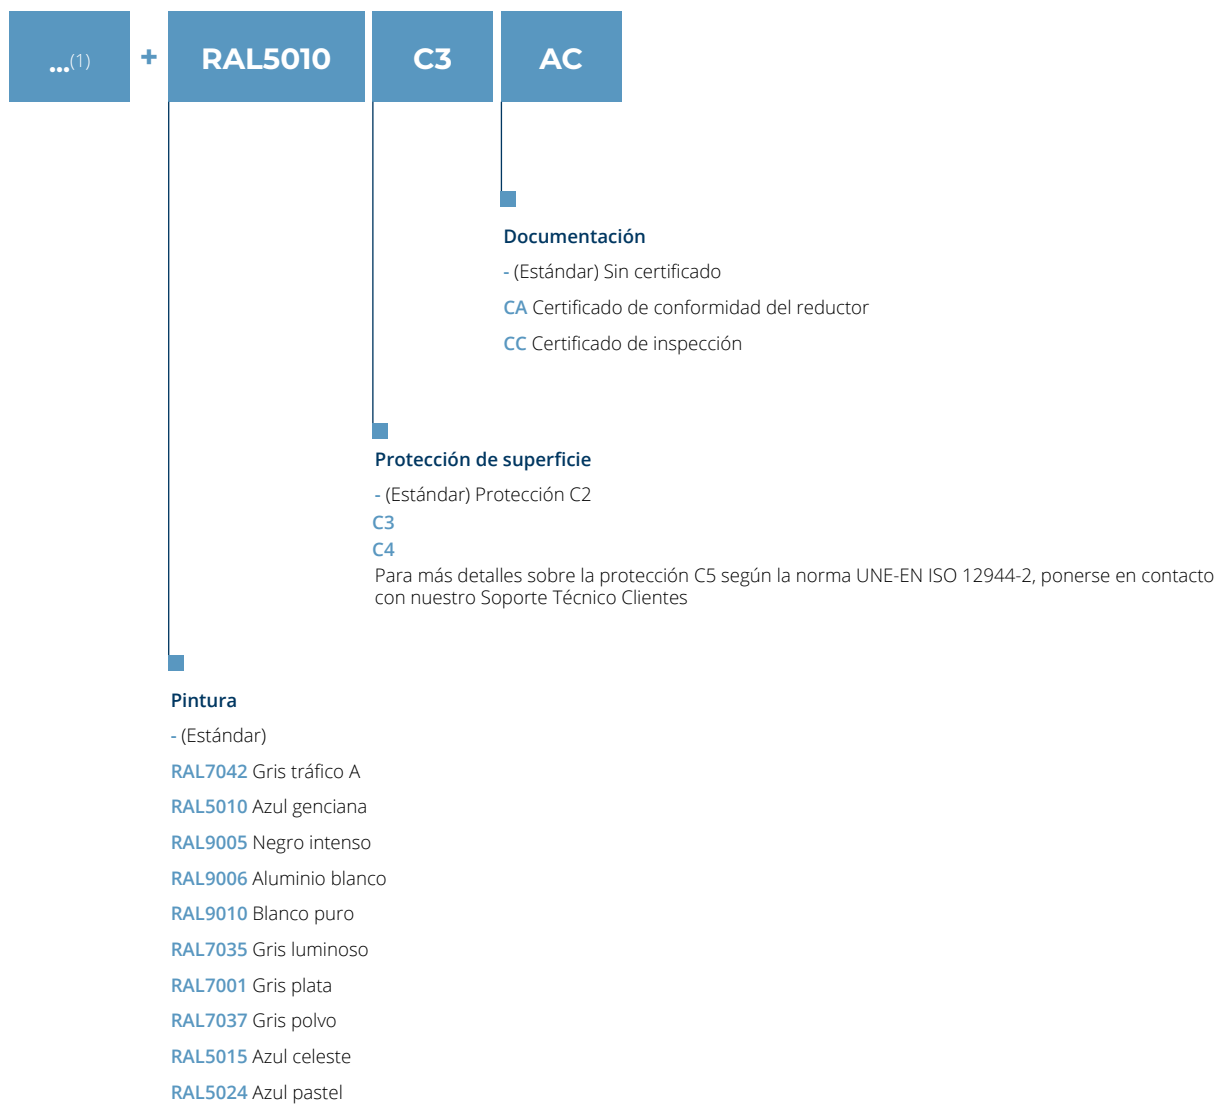 ...(1) + RAL5010 C3 AC
Documentación
- (Estándar) Sin certificado
CA Certificado de conformidad del reductor
CC Certificado de inspección
Protección de superficie
- (Estándar) Protección C2
C3
C4
Para más detalles sobre la protección C5 según la norma UNE-EN ISO 12944-2, ponerse en contacto
con nuestro Soporte Técnico Clientes
Pintura
- (Estándar)
RAL7042 Gris tráfico A
RAL5010 Azul genciana
RAL9005 Negro intenso
RAL9006 Aluminio blanco
RAL9010 Blanco puro
RAL7035 Gris luminoso
RAL7001 Gris plata
RAL7037 Gris polvo
RAL5015 Azul celeste
RAL5024 Azul pastel